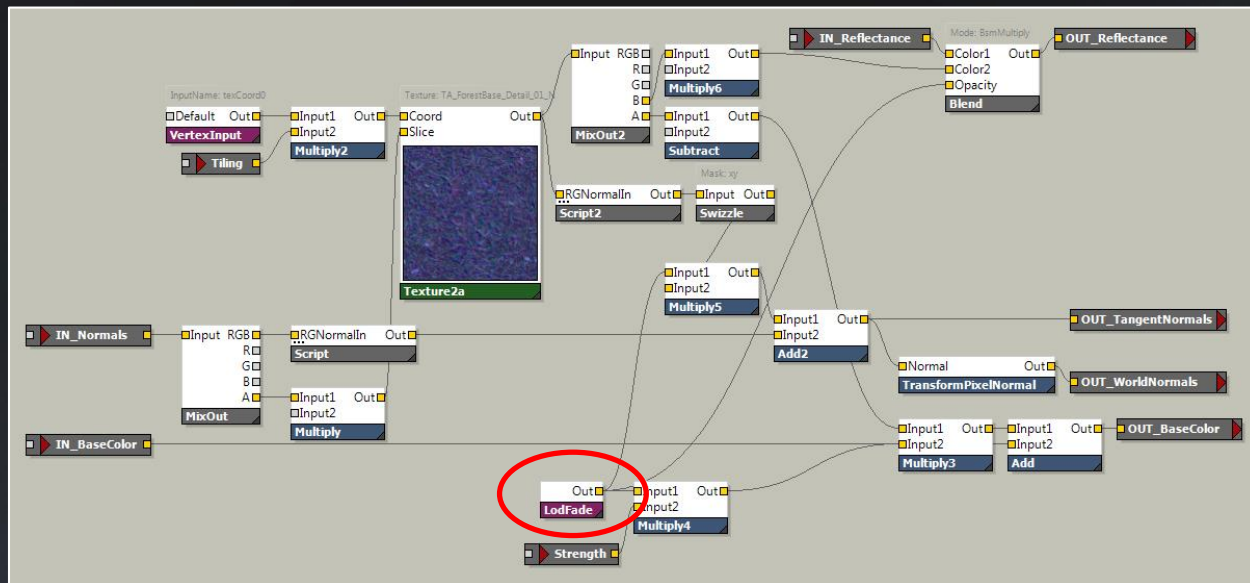 InputName: texCoord0
Default Out
VertexInput
Tiling
Input1 Out
Input2
Multiply2
Texture: TA_ForestBase_Detail_01_N
Coord Out
Slice
Texture2a
Input RGB
R
G
B
A
MixOut2
Input1 Out
Input2
Multiply6
Input1 Out
Input2
Subtract
RGNormalIn Out
Script2
Mask: xy
Input Out
Swizzle
IN_Reflectance
Mode: BsmMultiply
Color1 Out
Color2
Opacity
Blend
OUT_Reflectance
Input1 Out
Input2
Multiply5
IN_Normals
Input RGB
R
G
B
A
MixOut
RGNormalIn Out
Script
Input1 Out
Input2
Multiply
IN_BaseColor
Input1 Out
Input2
Add2
OUT_TangentNormals
Normal Out
TransformPixelNormal
OUT_WorldNormals
Input1 Out
Input2
Multiply3
Input1 Out
Input2
Add
OUT_BaseColor
Out
LodFade
Input1 Out
Input2
Multiply4
Strength